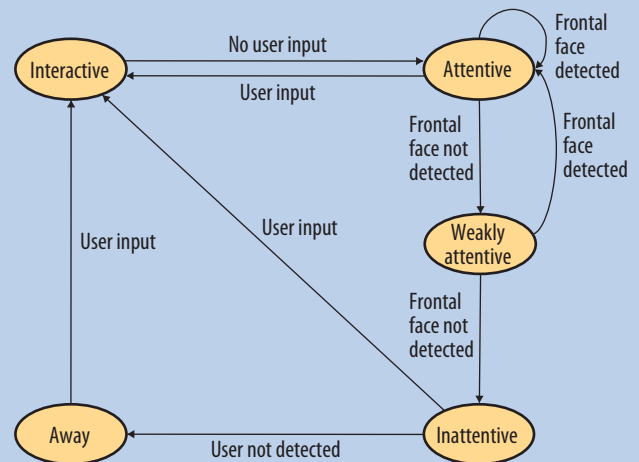 Interactive
No user input
User input
Attentive
Frontal
face
detected
Frontal
face not
detected
Frontal
face
detected
Weakly
attentive
User input
User input
Frontal
face not
detected
Away
User not detected
Inattentive